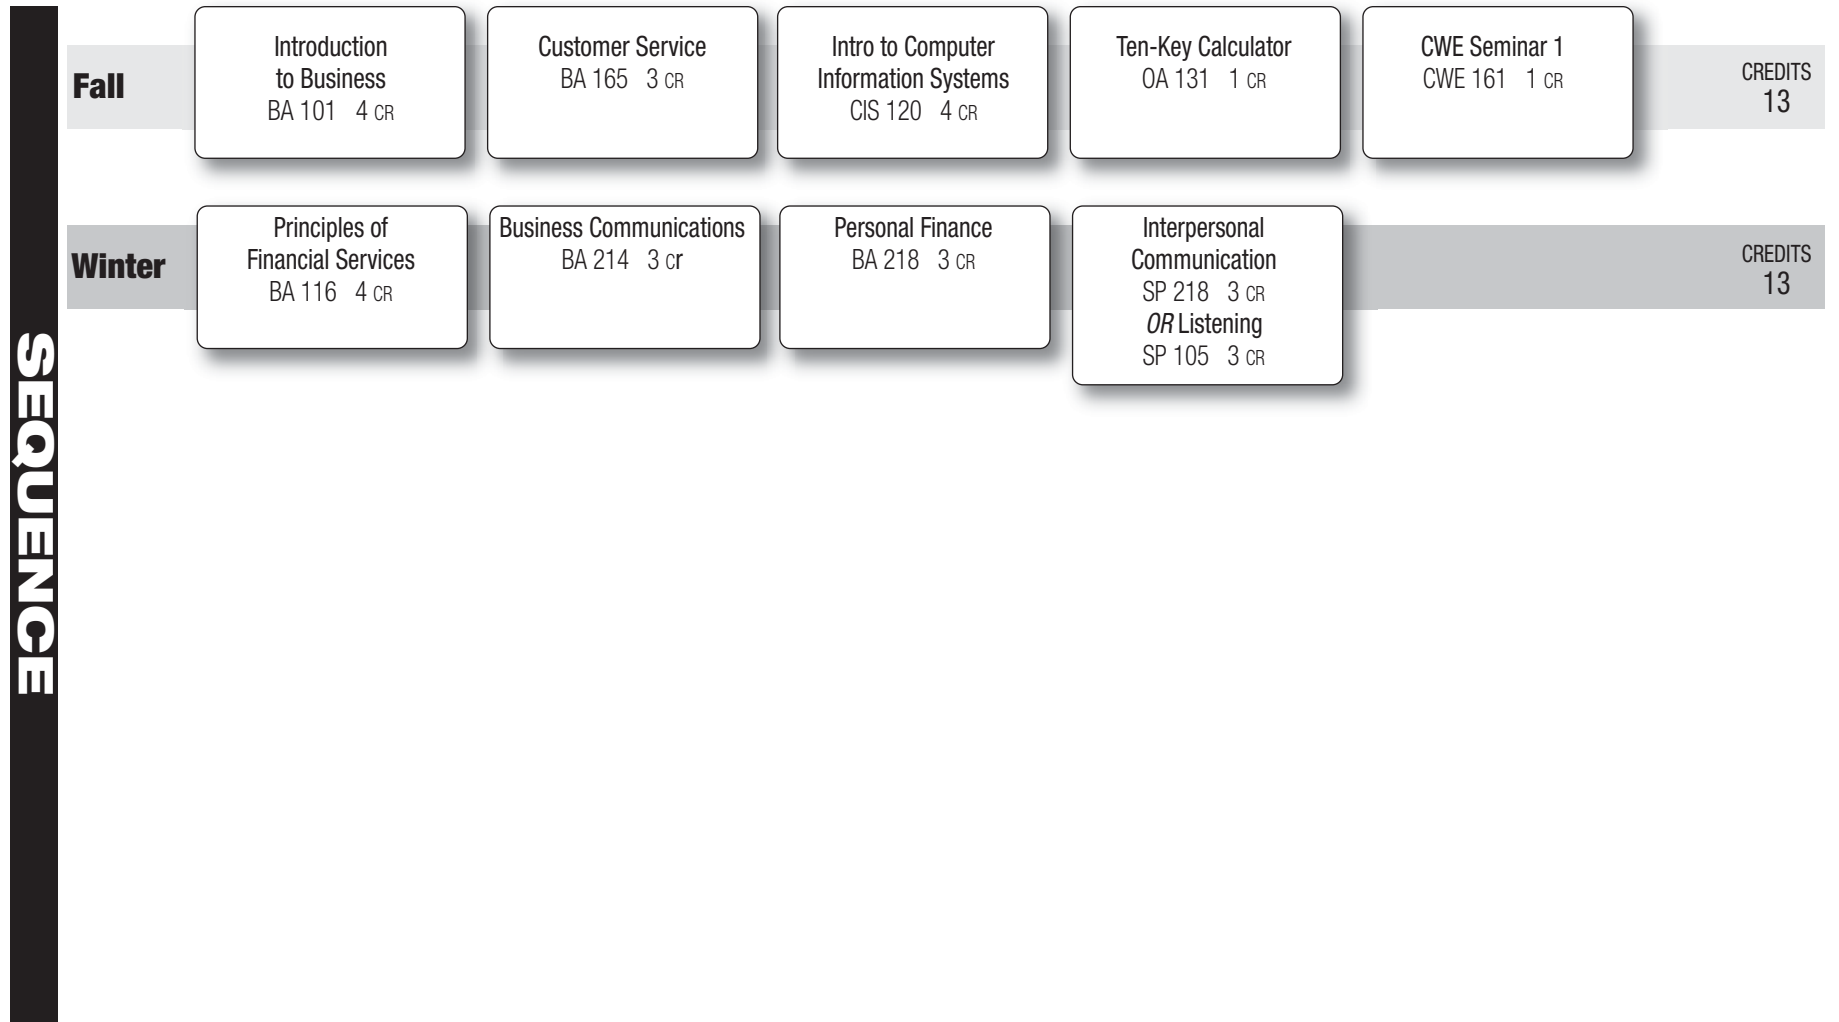 SEQUENCE
Fall
Introduction
to Business
BA 101 4 CR
Customer Service
BA 165 3 CR
Intro to Computer
Information Systems
CIS 120 4 CR
Ten-Key Calculator
OA 131 1 CR
CWE Seminar 1
CWE 161 1 CR
CREDITS
13
Winter
Principles of
Financial Services
BA 116 4 CR
Business Communications
BA 214 3 Cr
Personal Finance
BA 218 3 CR
Interpersonal
Communication
SP 218 3 CR
OR Listening
SP 105 3 CR
CREDITS
13